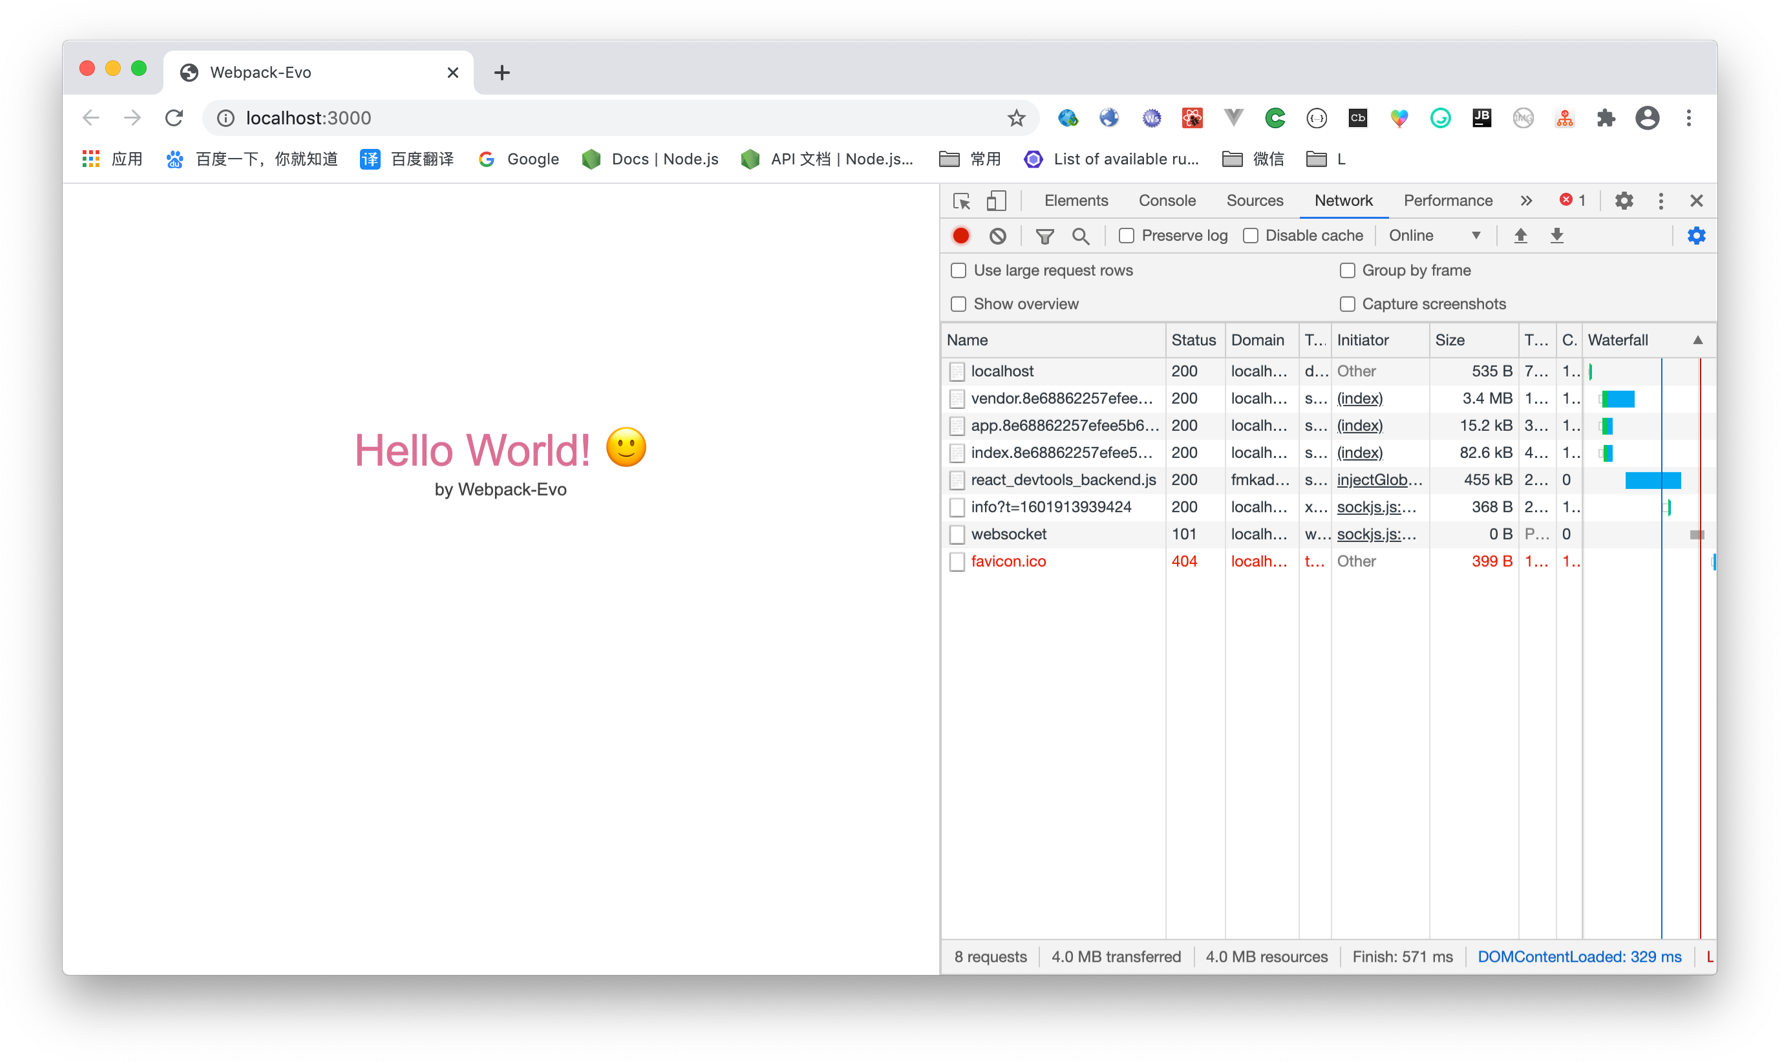 Webpack-Evo
localhost:3000
应用 百度一下，你就知道 译 百度翻译 Google Docs | Node.js API 文档 | Node.js... 常用 List of available ru... 微信 L
Elements Console Sources Network Performance 1
Preserve log Disable cache Online
Use large request rows Group by frame
Show overview Capture screenshots
Name Status Domain T... Initiator Size T... C. Waterfall
localhost 200 localh... d... Other 535 B 7... 1..
vendor.8e68862257efee... 200 localh... s... (index) 3.4 MB 1... 1..
app.8e68862257efee5b6... 200 localh... s... (index) 15.2 kB 3... 1..
index.8e68862257efee5... 200 localh... s... (index) 82.6 kB 4... 1..
react_devtools_backend.js 200 fmkad... s... injectGlob... 455 kB 2... 0
info?t=1601913939424 200 localh... x... sockjs.js:... 368 B 2... 1..
websocket 101 localh... w... sockjs.js:... 0 B P... 0
favicon.ico 404 localh... t... Other 399 B 1... 1..
Hello World! 🙂
by Webpack-Evo
8 requests 4.0 MB transferred 4.0 MB resources Finish: 571 ms DOMContentLoaded: 329 ms L